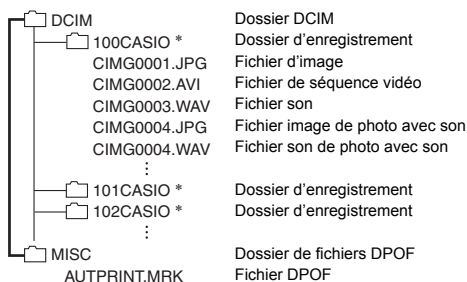 DCIM Dossier DCIM
100CASIO * Dossier d'enregistrement
CIMG0001.JPG Fichier d'image
CIMG0002.AVI Fichier de séquence vidéo
CIMG0003.WAV Fichier son
CIMG0004.JPG Fichier image de photo avec son
CIMG0004.WAV Fichier son de photo avec son
101CASIO * Dossier d'enregistrement
102CASIO * Dossier d'enregistrement
MISC Dossier de fichiers DPOF
AUTPRINT.MRK Fichier DPOF